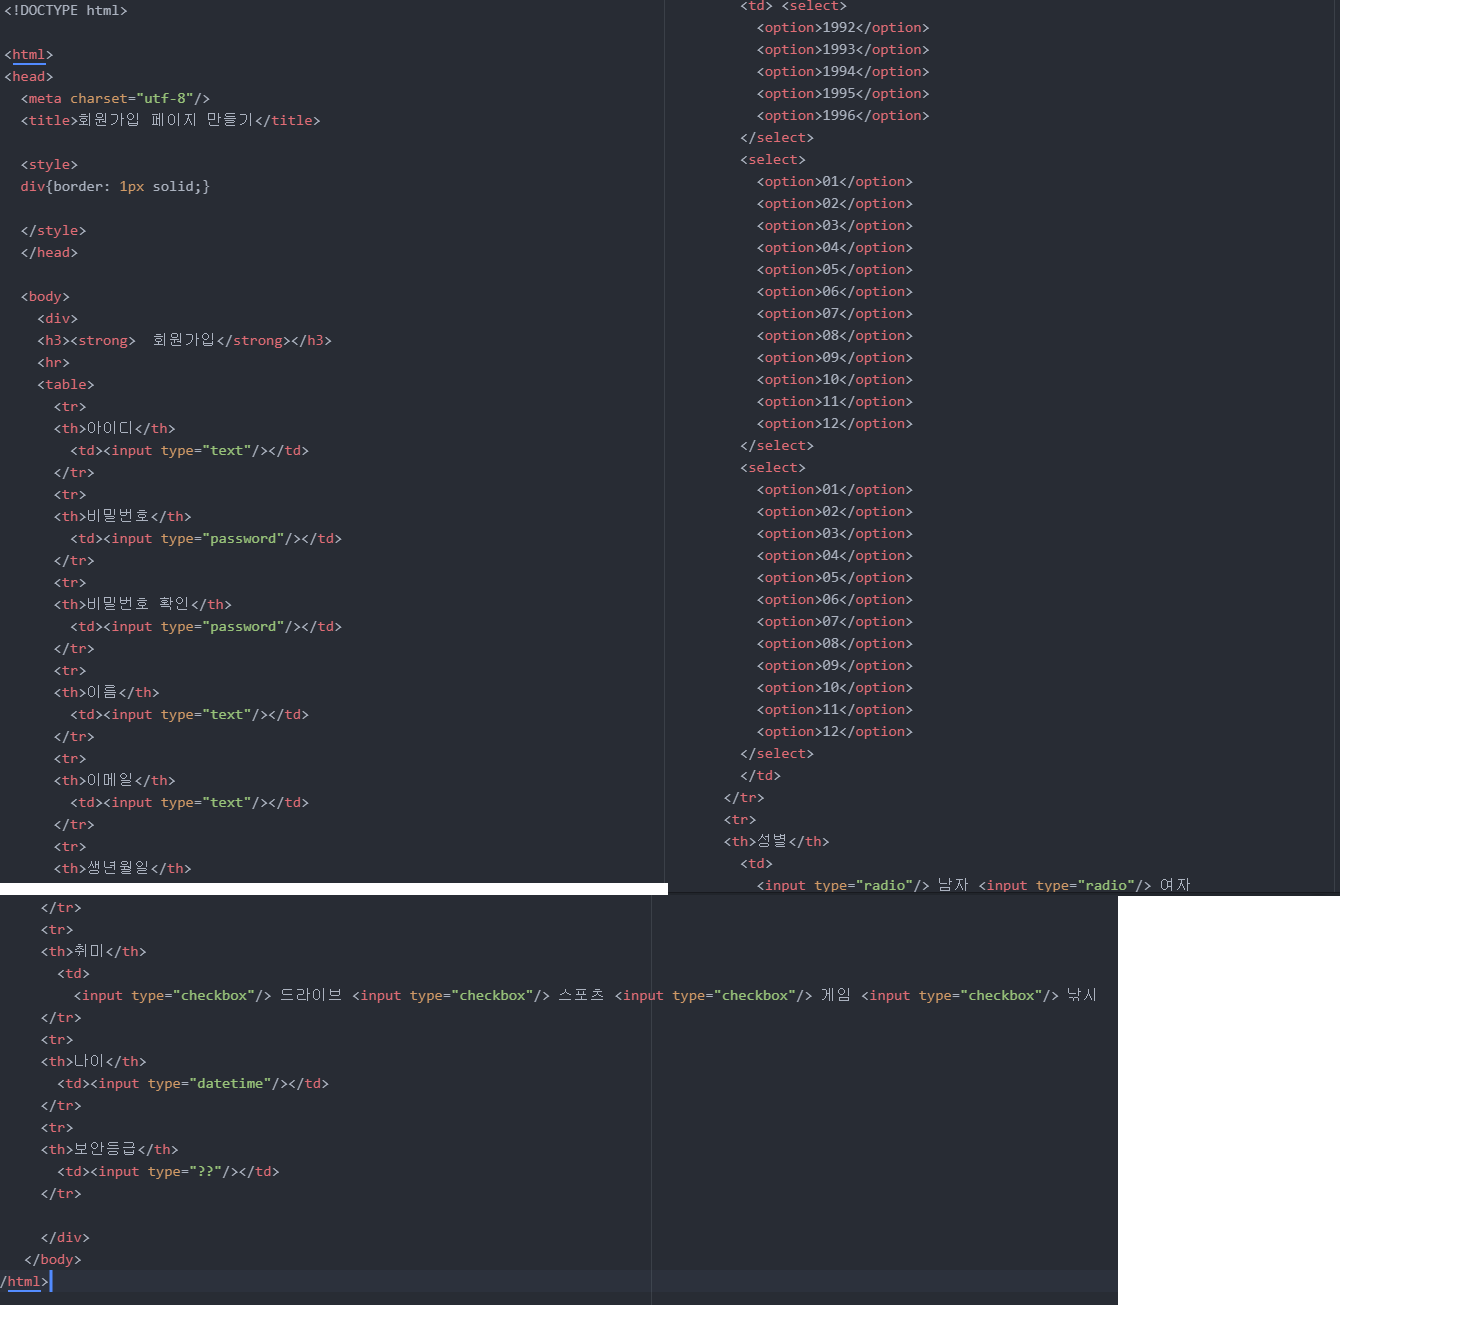 <!DOCTYPE html>
<html>
<head>
<meta charset="utf-8"/>
<title>회원가입 페이지 만들기</title>
<style>
div{border: 1px solid;}
</style>
</head>
<body>
<div>
<h3><strong> 회원가입</strong></h3>
<hr>
<table>
<tr>
<th>아이디</th>
<td><input type="text"/></td>
</tr>
<tr>
<th>비밀번호</th>
<td><input type="password"/></td>
</tr>
<tr>
<th>비밀번호 확인</th>
<td><input type="password"/></td>
</tr>
<tr>
<th>이름</th>
<td><input type="text"/></td>
</tr>
<tr>
<th>이메일</th>
<td><input type="text"/></td>
</tr>
<tr>
<th>생년월일</th>
<td> <select>
<option>1992</option>
<option>1993</option>
<option>1994</option>
<option>1995</option>
<option>1996</option>
</select>
<select>
<option>01</option>
<option>02</option>
<option>03</option>
<option>04</option>
<option>05</option>
<option>06</option>
<option>07</option>
<option>08</option>
<option>09</option>
<option>10</option>
<option>11</option>
<option>12</option>
</select>
<select>
<option>01</option>
<option>02</option>
<option>03</option>
<option>04</option>
<option>05</option>
<option>06</option>
<option>07</option>
<option>08</option>
<option>09</option>
<option>10</option>
<option>11</option>
<option>12</option>
</select>
</td>
</tr>
<tr>
<th>성별</th>
<td>
<input type="radio"/> 남자 <input type="radio"/> 여자
</tr>
<tr>
<th>취미</th>
<td>
<input type="checkbox"/> 드라이브 <input type="checkbox"/> 스포츠 <input type="checkbox"/> 게임 <input type="checkbox"/> 낚시
</tr>
<tr>
<th>나이</th>
<td><input type="datetime"/></td>
</tr>
<tr>
<th>보안등급</th>
<td><input type="??"/></td>
</tr>
</div>
</body>
/html>